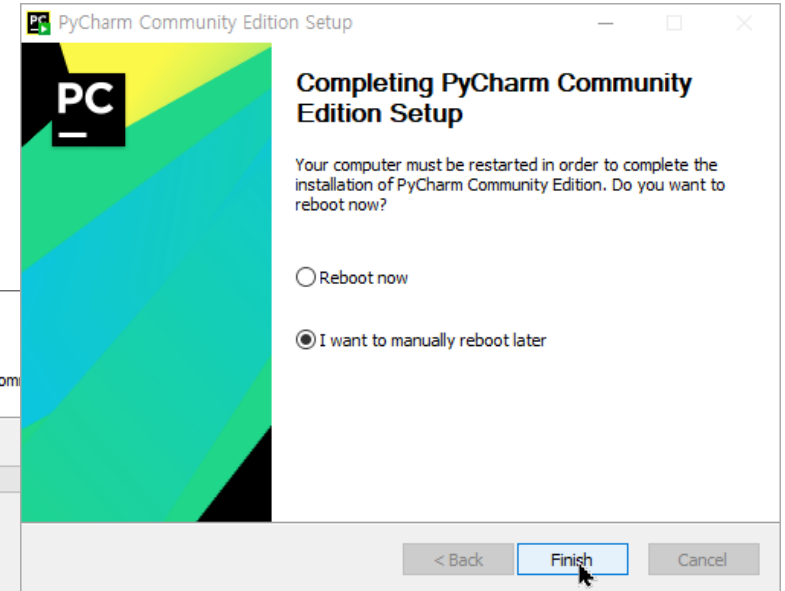 PyCharm Community Edition Setup
PC
Completing PyCharm Community
Edition Setup
Your computer must be restarted in order to complete the
installation of PyCharm Community Edition. Do you want to
reboot now?
Reboot now
I want to manually reboot later
< Back Finish Cancel